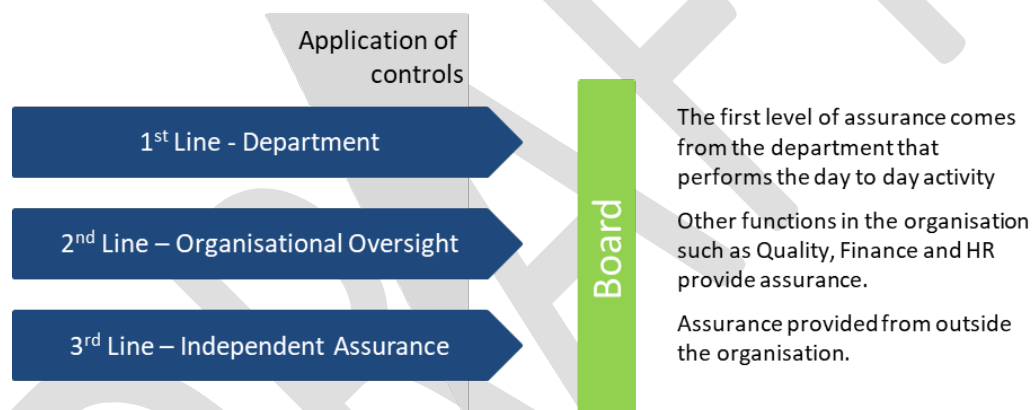 Application of
controls
1st Line - Department
2nd Line – Organisational Oversight
3rd Line – Independent Assurance
Board
The first level of assurance comes
from the department that
performs the day to day activity
Other functions in the organisation
such as Quality, Finance and HR
provide assurance.
Assurance provided from outside
the organisation.